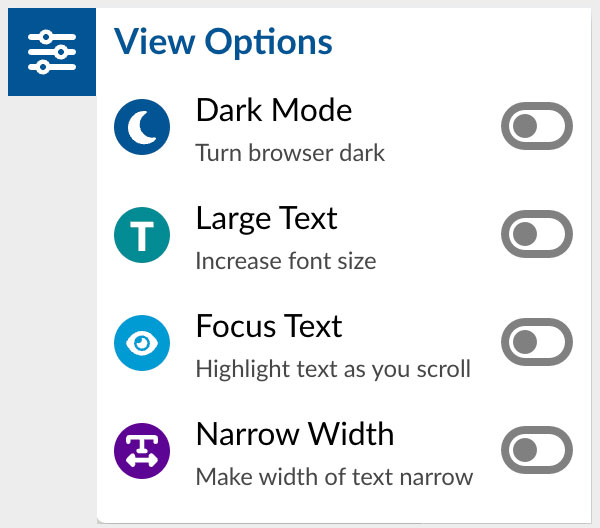 View Options
Dark Mode
Turn browser dark
Large Text
Increase font size
Focus Text
Highlight text as you scroll
Narrow Width
Make width of text narrow